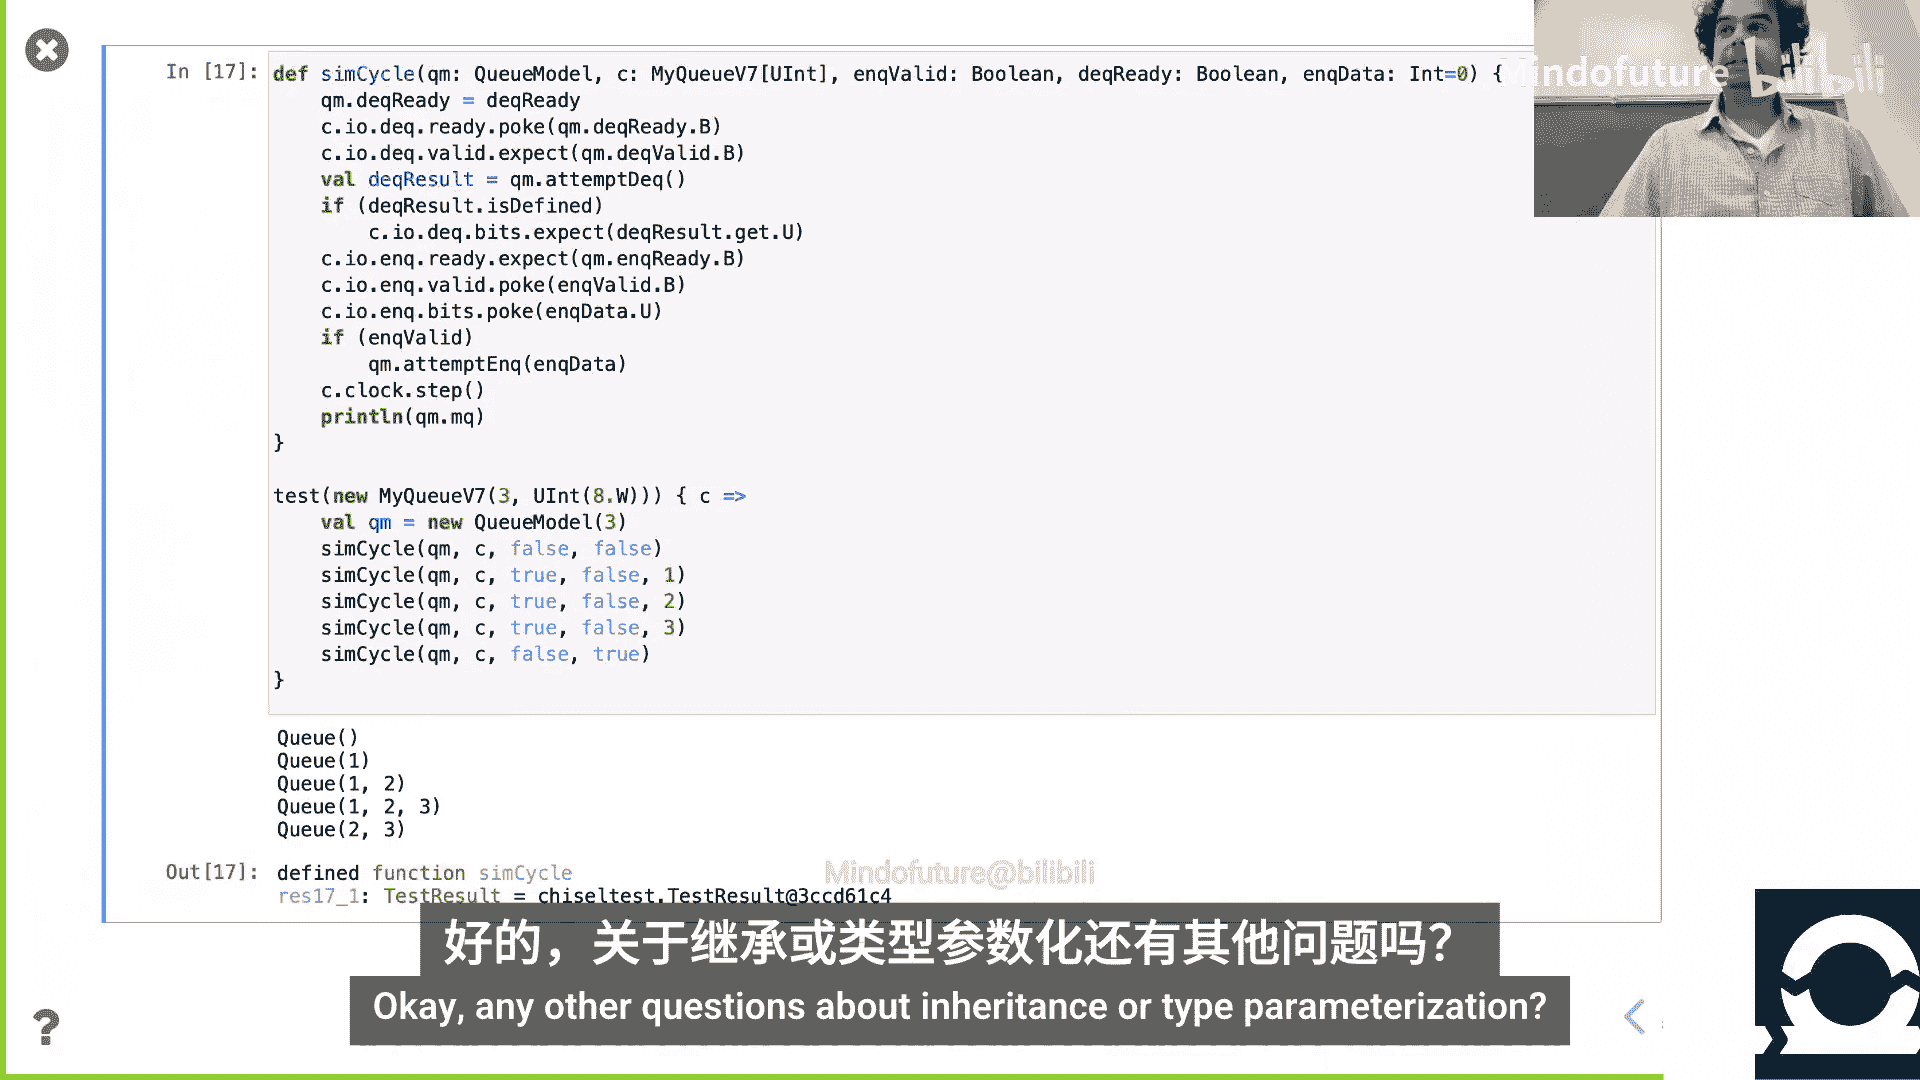 In [17]:
def simCycle(qm: QueueModel, c: MyQueueV7[UInt], enqValid: Boolean, deqReady: Boolean, enqData: Int=0) {
    qm.deqReady = deqReady
    c.io.deq.ready.poke(qm.deqReady.B)
    c.io.deq.valid.expect(qm.deqValid.B)
    val deqResult = qm.attemptDeq()
    if (deqResult.isDefined)
        c.io.deq.bits.expect(deqResult.get.U)
    c.io.enq.ready.expect(qm.enqReady.B)
    c.io.enq.valid.poke(enqValid.B)
    c.io.enq.bits.poke(enqData.U)
    if (enqValid)
        qm.attemptEnq(enqData)
    c.clock.step()
    println(qm.mq)
}
test(new MyQueueV7(3, UInt(8.W))) { c =>
    val qm = new QueueModel(3)
    simCycle(qm, c, false, false)
    simCycle(qm, c, true, false, 1)
    simCycle(qm, c, true, false, 2)
    simCycle(qm, c, true, false, 3)
    simCycle(qm, c, false, true)
}
Queue()
Queue(1)
Queue(1, 2)
Queue(1, 2, 3)
Queue(2, 3)
Out[17]:
defined function simCycle
res17_1: TestResult = chiseltest.TestResult@3ccd61c4
Mindofuture bilibili
Mindofuture@bilibili
好的，关于继承或类型参数化还有其他问题吗？
Okay, any other questions about inheritance or type parameterization?
?